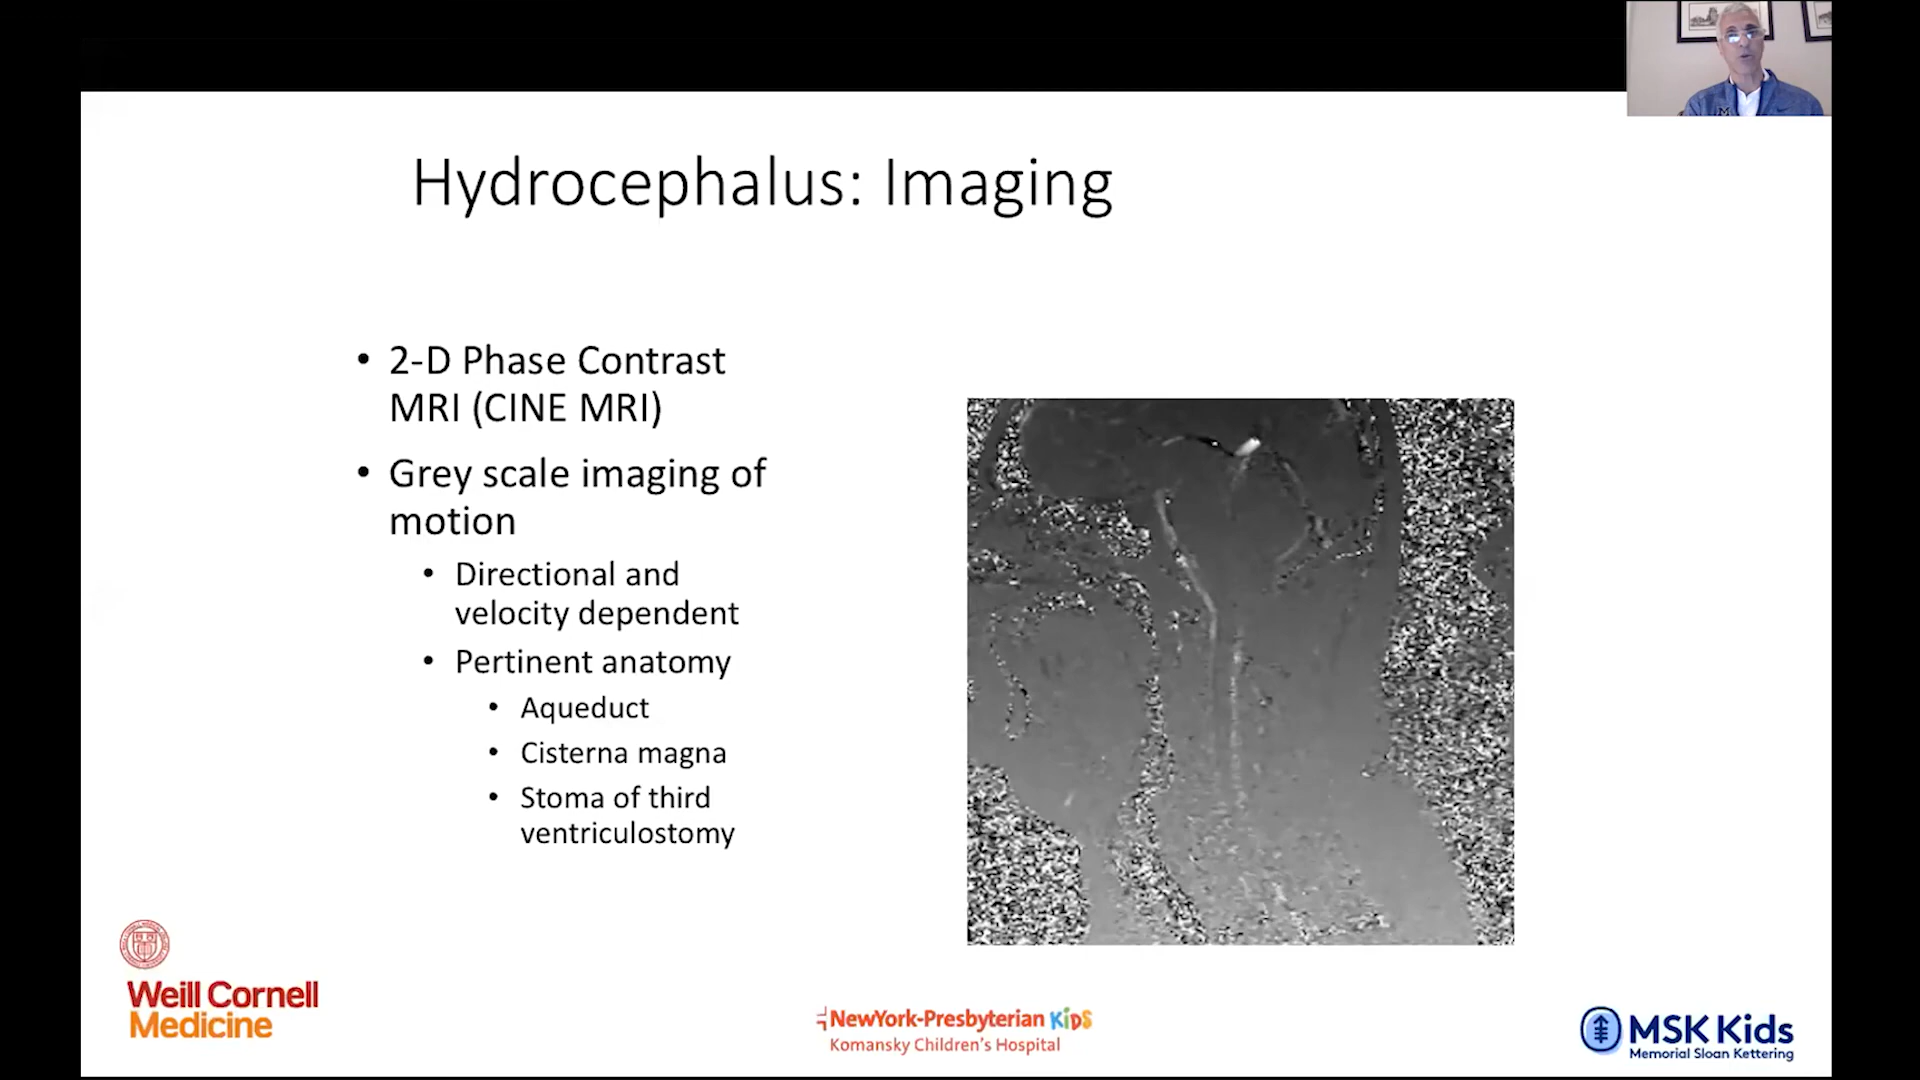 Hydrocephalus: Imaging
• 2-D Phase Contrast
MRI (CINE MRI)
• Grey scale imaging of
motion
• Directional and
velocity dependent
• Pertinent anatomy
• Aqueduct
• Cisterna magna
• Stoma of third
ventriculostomy
Weill Cornell
Medicine
NewYork-Presbyterian KiDS
Komansky Children's Hospital
MSK Kids
Memorial Sloan Kettering